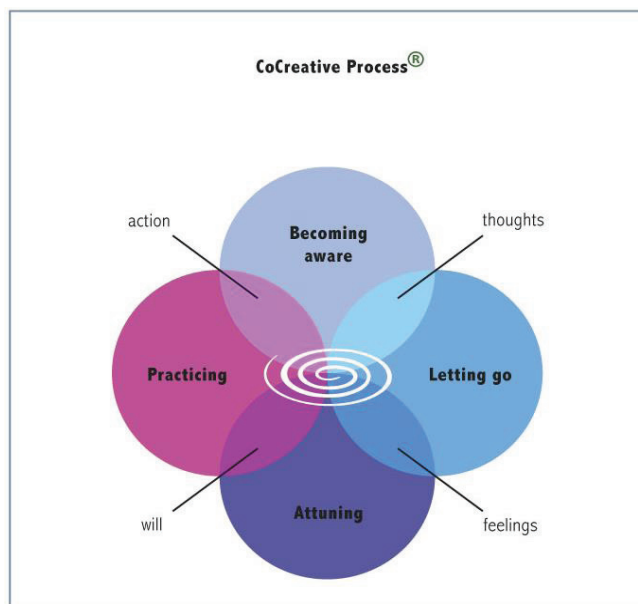 CoCreative Process®
action
thoughts
Becoming
aware
Practicing
Letting go
will
Attuning
feelings